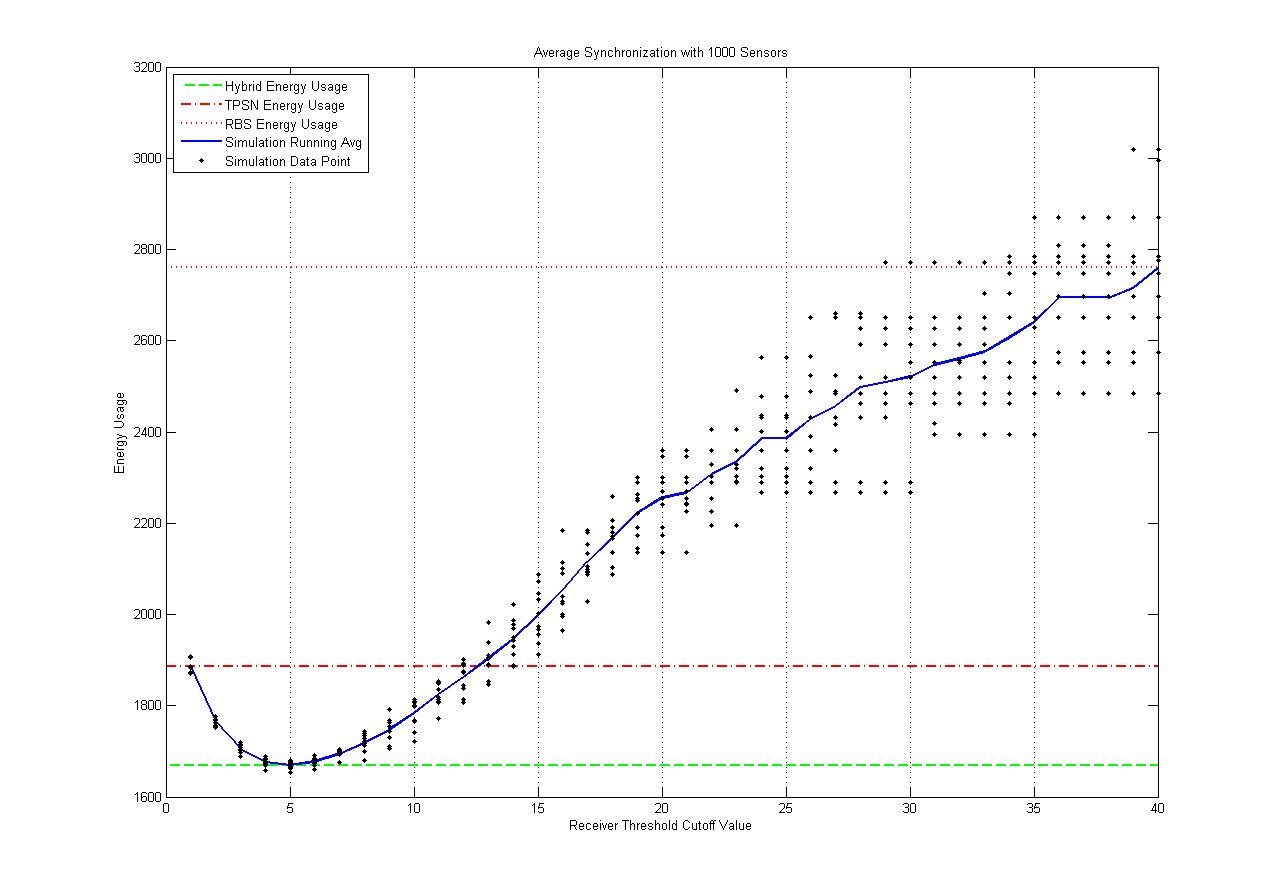 Average Synchronization with 1000 Sensors
Hybrid Energy Usage
TPSN Energy Usage
RBS Energy Usage
Simulation Running Avg
Simulation Data Point
3200
3000
2800
2600
2400
2200
2000
1800
1600
Energy Usage
0 5 10 15 20 25 30 35 40
Receiver Threshold Cutoff Value